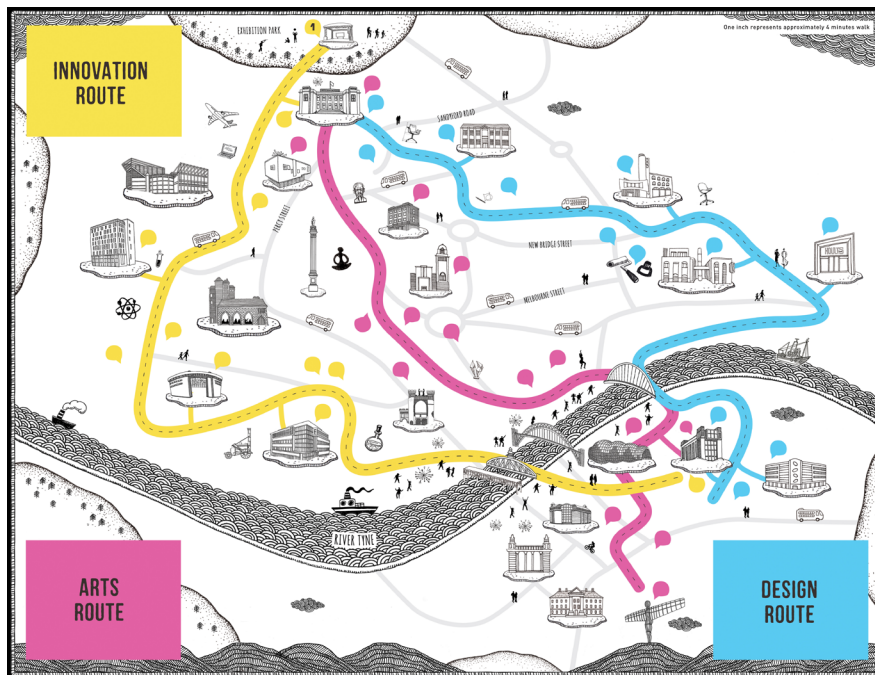 EXHIBITION PARK
1
One inch represents approximately 4 minutes walk
INNOVATION
ROUTE
SANDYFORD ROAD
PERCY STREET
NEW BRIDGE STREET
MELBOURNE STREET
RIVER TYNE
ARTS
ROUTE
DESIGN
ROUTE